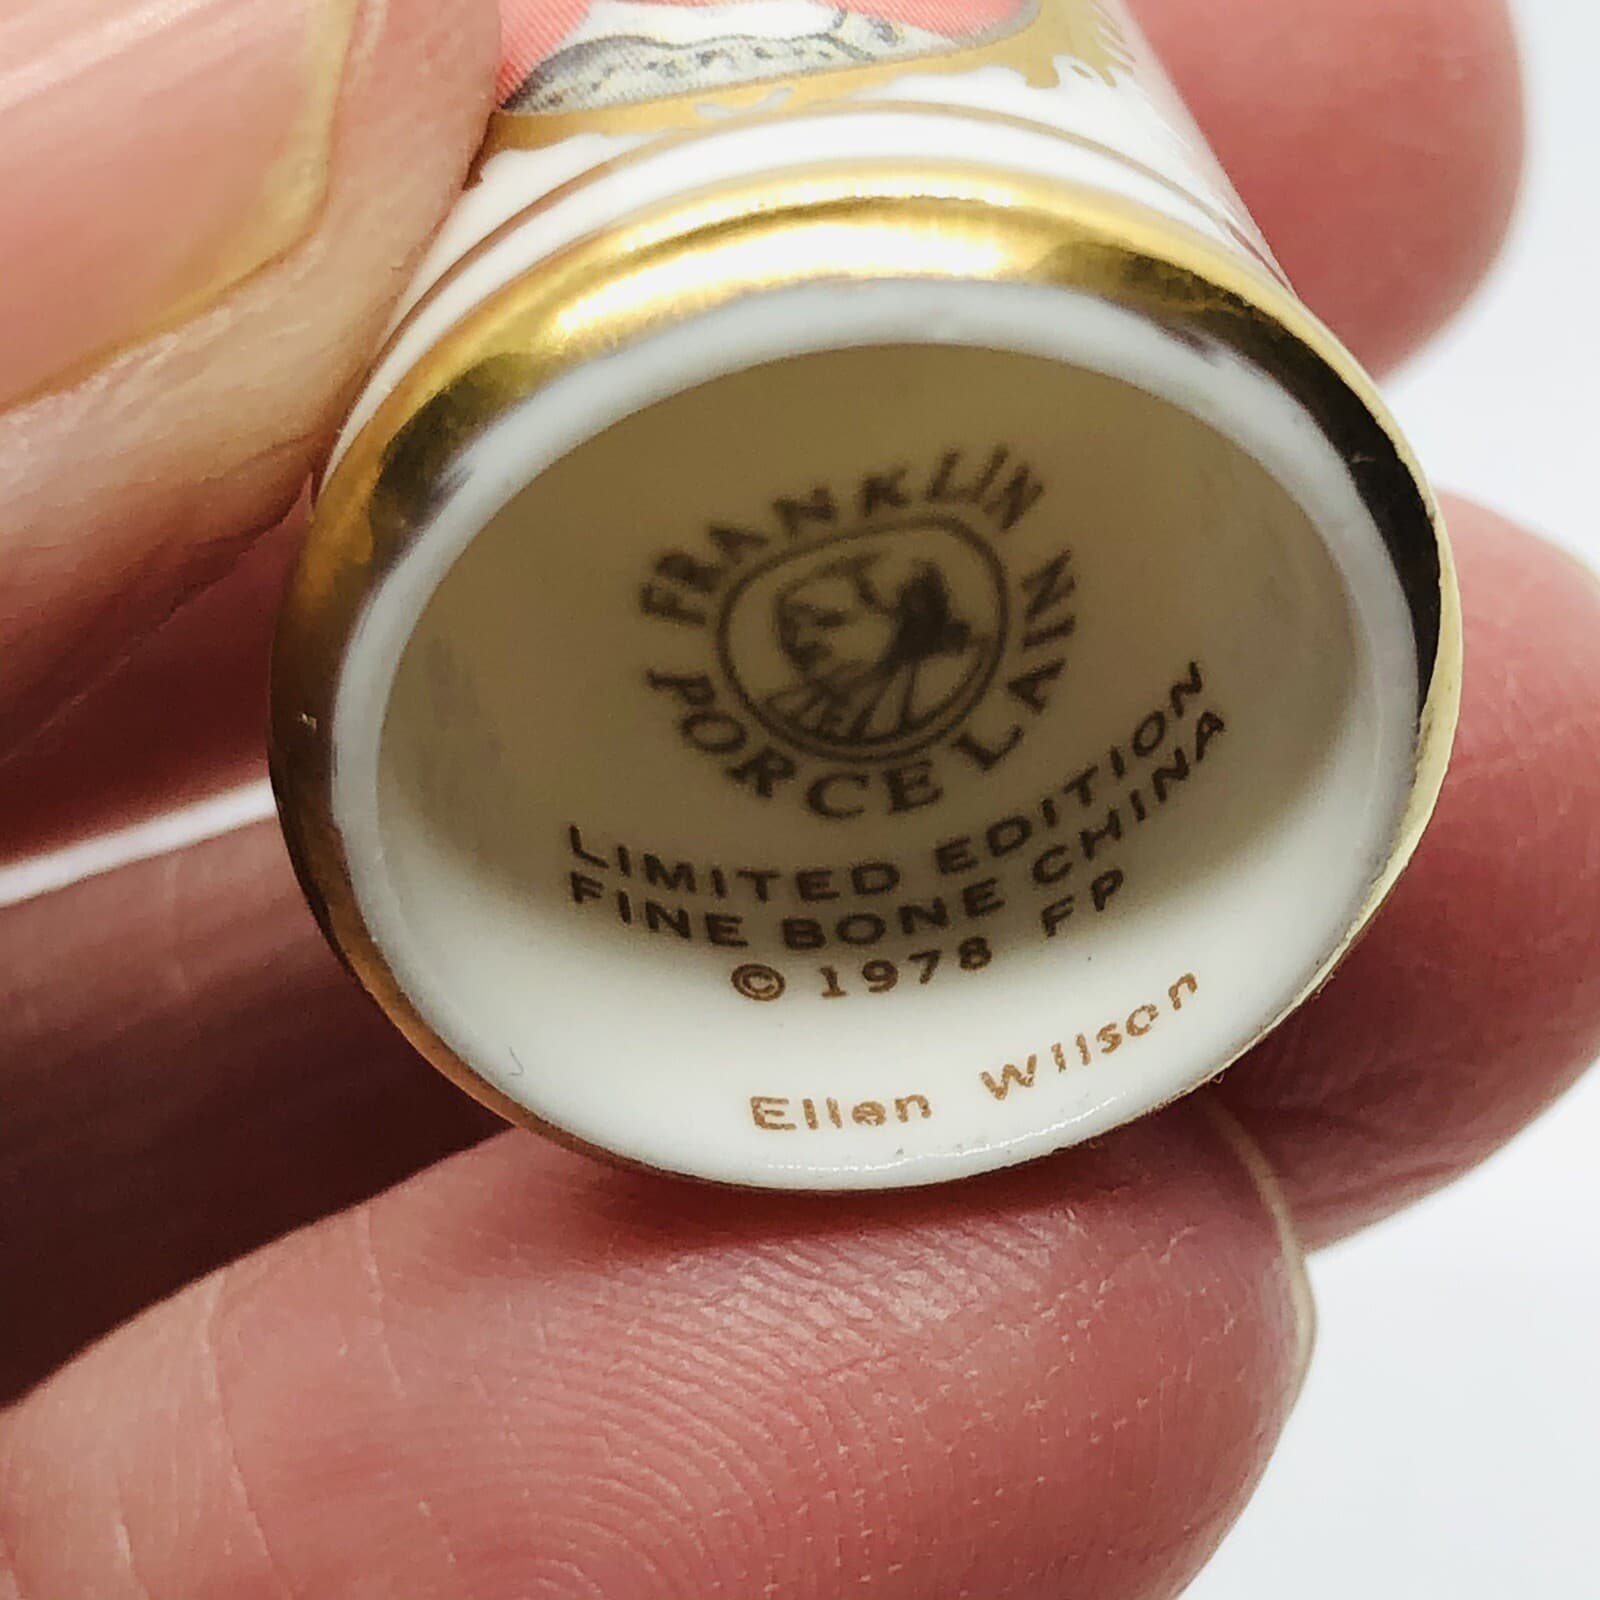 FRANKLIN
PORCELAIN
LIMITED EDITION
FINE BONE CHINA
© 1978 FP
Ellen Wilson